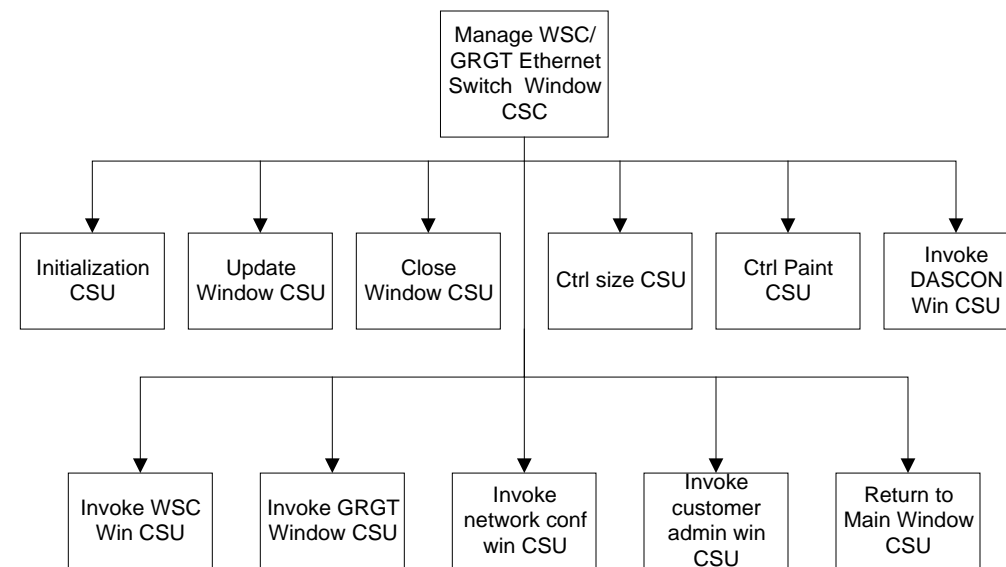 Manage WSC/
GRGT Ethernet
Switch Window
CSC
Initialization
CSU
Update
Window CSU
Close
Window CSU
Ctrl size CSU
Ctrl Paint
CSU
Invoke
DASCON
Win CSU
Invoke WSC
Win CSU
Invoke GRGT
Window CSU
Invoke
network conf
win CSU
Invoke
customer
admin win
CSU
Return to
Main Window
CSU